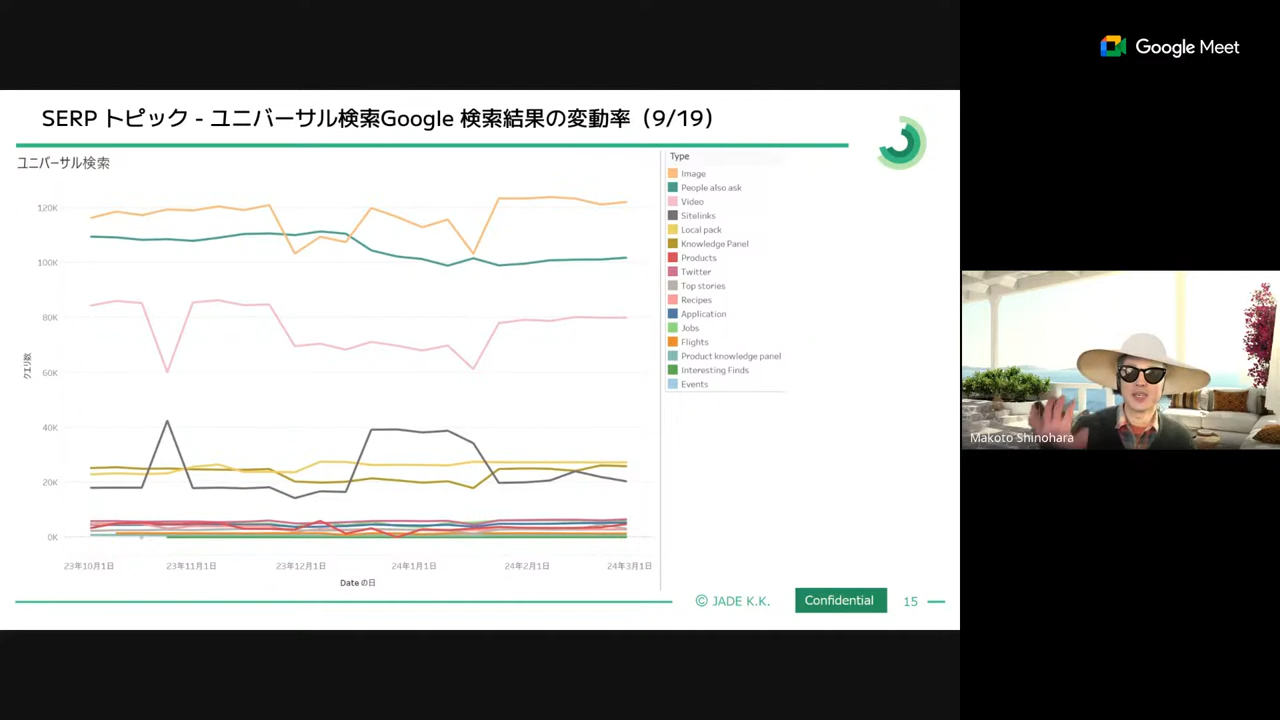 Google Meet
SERP トピック - ユニバーサル検索Google 検索結果の変動率（9/19）
ユニバーサル検索
Type
Image
People also ask
Video
Sitelinks
Local pack
Knowledge Panel
Products
Twitter
Top stories
Recipes
Application
Jobs
Flights
Product knowledge panel
Interesting Finds
Events
120K
100K
80K
60K
40K
20K
0K
クエリ数
23年10月1日 23年11月1日 23年12月1日 24年1月1日 24年2月1日 24年3月1日
Date の日
© JADE K.K. Confidential 15
Makoto Shinohara